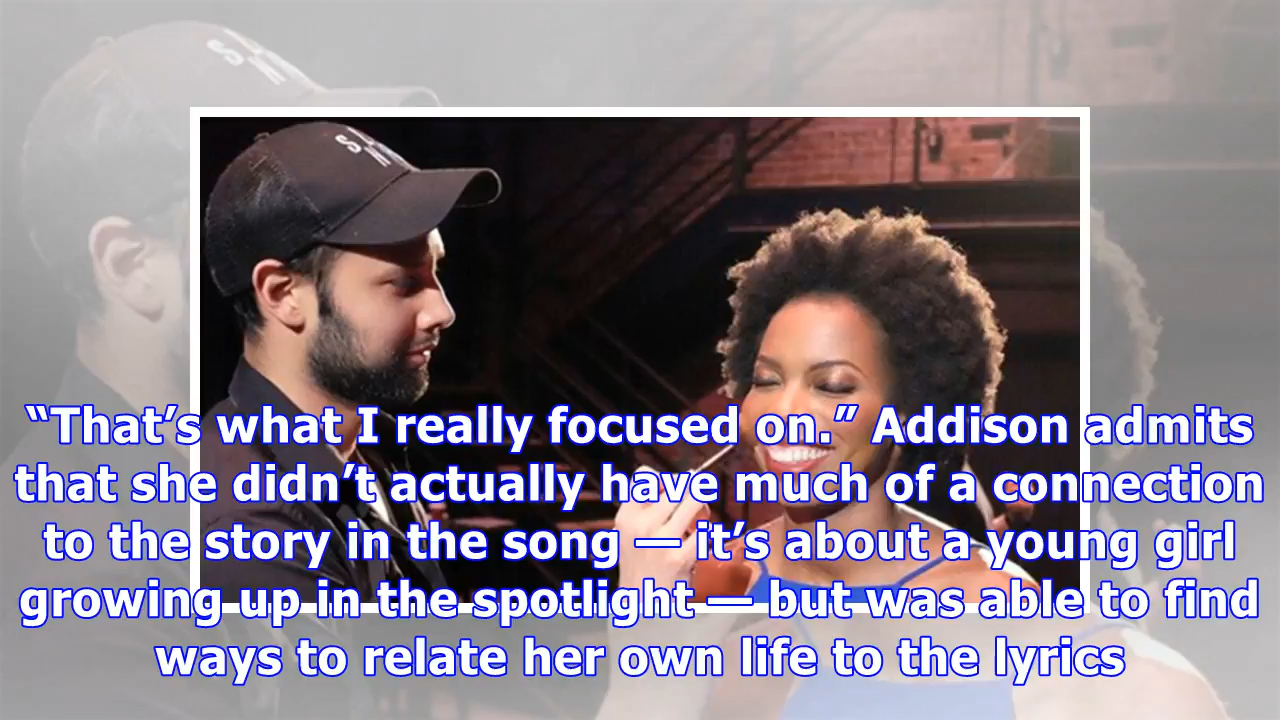 “That’s what I really focused on.” Addison admits
that she didn’t actually have much of a connection
to the story in the song — it’s about a young girl
growing up in the spotlight — but was able to find
ways to relate her own life to the lyrics